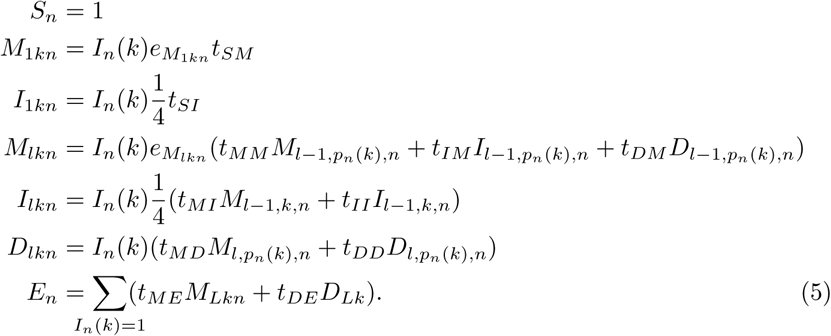 S_n = 1
M_{1kn} = I_n(k)e_{M_{1kn}}t_{SM}
I_{1kn} = I_n(k)\frac{1}{4}t_{SI}
M_{lkn} = I_n(k)e_{M_{lkn}}(t_{MM}M_{l-1,p_n(k),n} + t_{IM}I_{l-1,p_n(k),n} + t_{DM}D_{l-1,p_n(k),n})
I_{lkn} = I_n(k)\frac{1}{4}(t_{MI}M_{l-1,k,n} + t_{II}I_{l-1,k,n})
D_{lkn} = I_n(k)(t_{MD}M_{l,p_n(k),n} + t_{DD}D_{l,p_n(k),n})
E_n = \sum_{I_n(k)=1}(t_{ME}M_{Lkn} + t_{DE}D_{Lk}). (5)